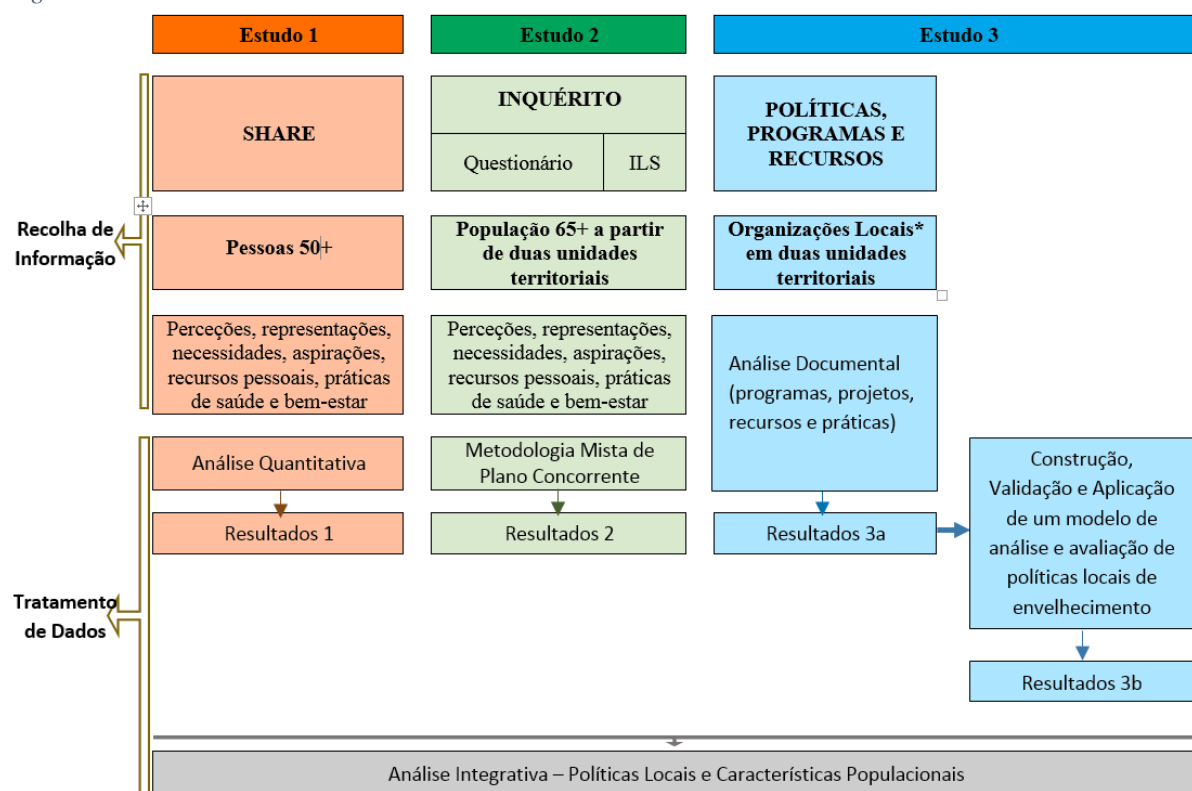 Estudo 1
Estudo 2
Estudo 3
SHARE
INQUÉRITO
Questionário
ILS
POLÍTICAS,
PROGRAMAS E
RECURSOS
Recolha de
Informação
Pessoas 50+
População 65+ a partir
de duas unidades
territoriais
Organizações Locais*
em duas unidades
territoriais
Perceções, representações,
necessidades, aspirações,
recursos pessoais, práticas
de saúde e bem-estar
Perceções, representações,
necessidades, aspirações,
recursos pessoais, práticas
de saúde e bem-estar
Análise Documental
(programas, projetos,
recursos e práticas)
Tratamento
de Dados
Análise Quantitativa
Metodologia Mista de
Plano Concorrente
Resultados 1
Resultados 2
Resultados 3a
Construção,
Validação e Aplicação
de um modelo de
análise e avaliação de
políticas locais de
envelhecimento
Resultados 3b
Análise Integrativa – Políticas Locais e Características Populacionais